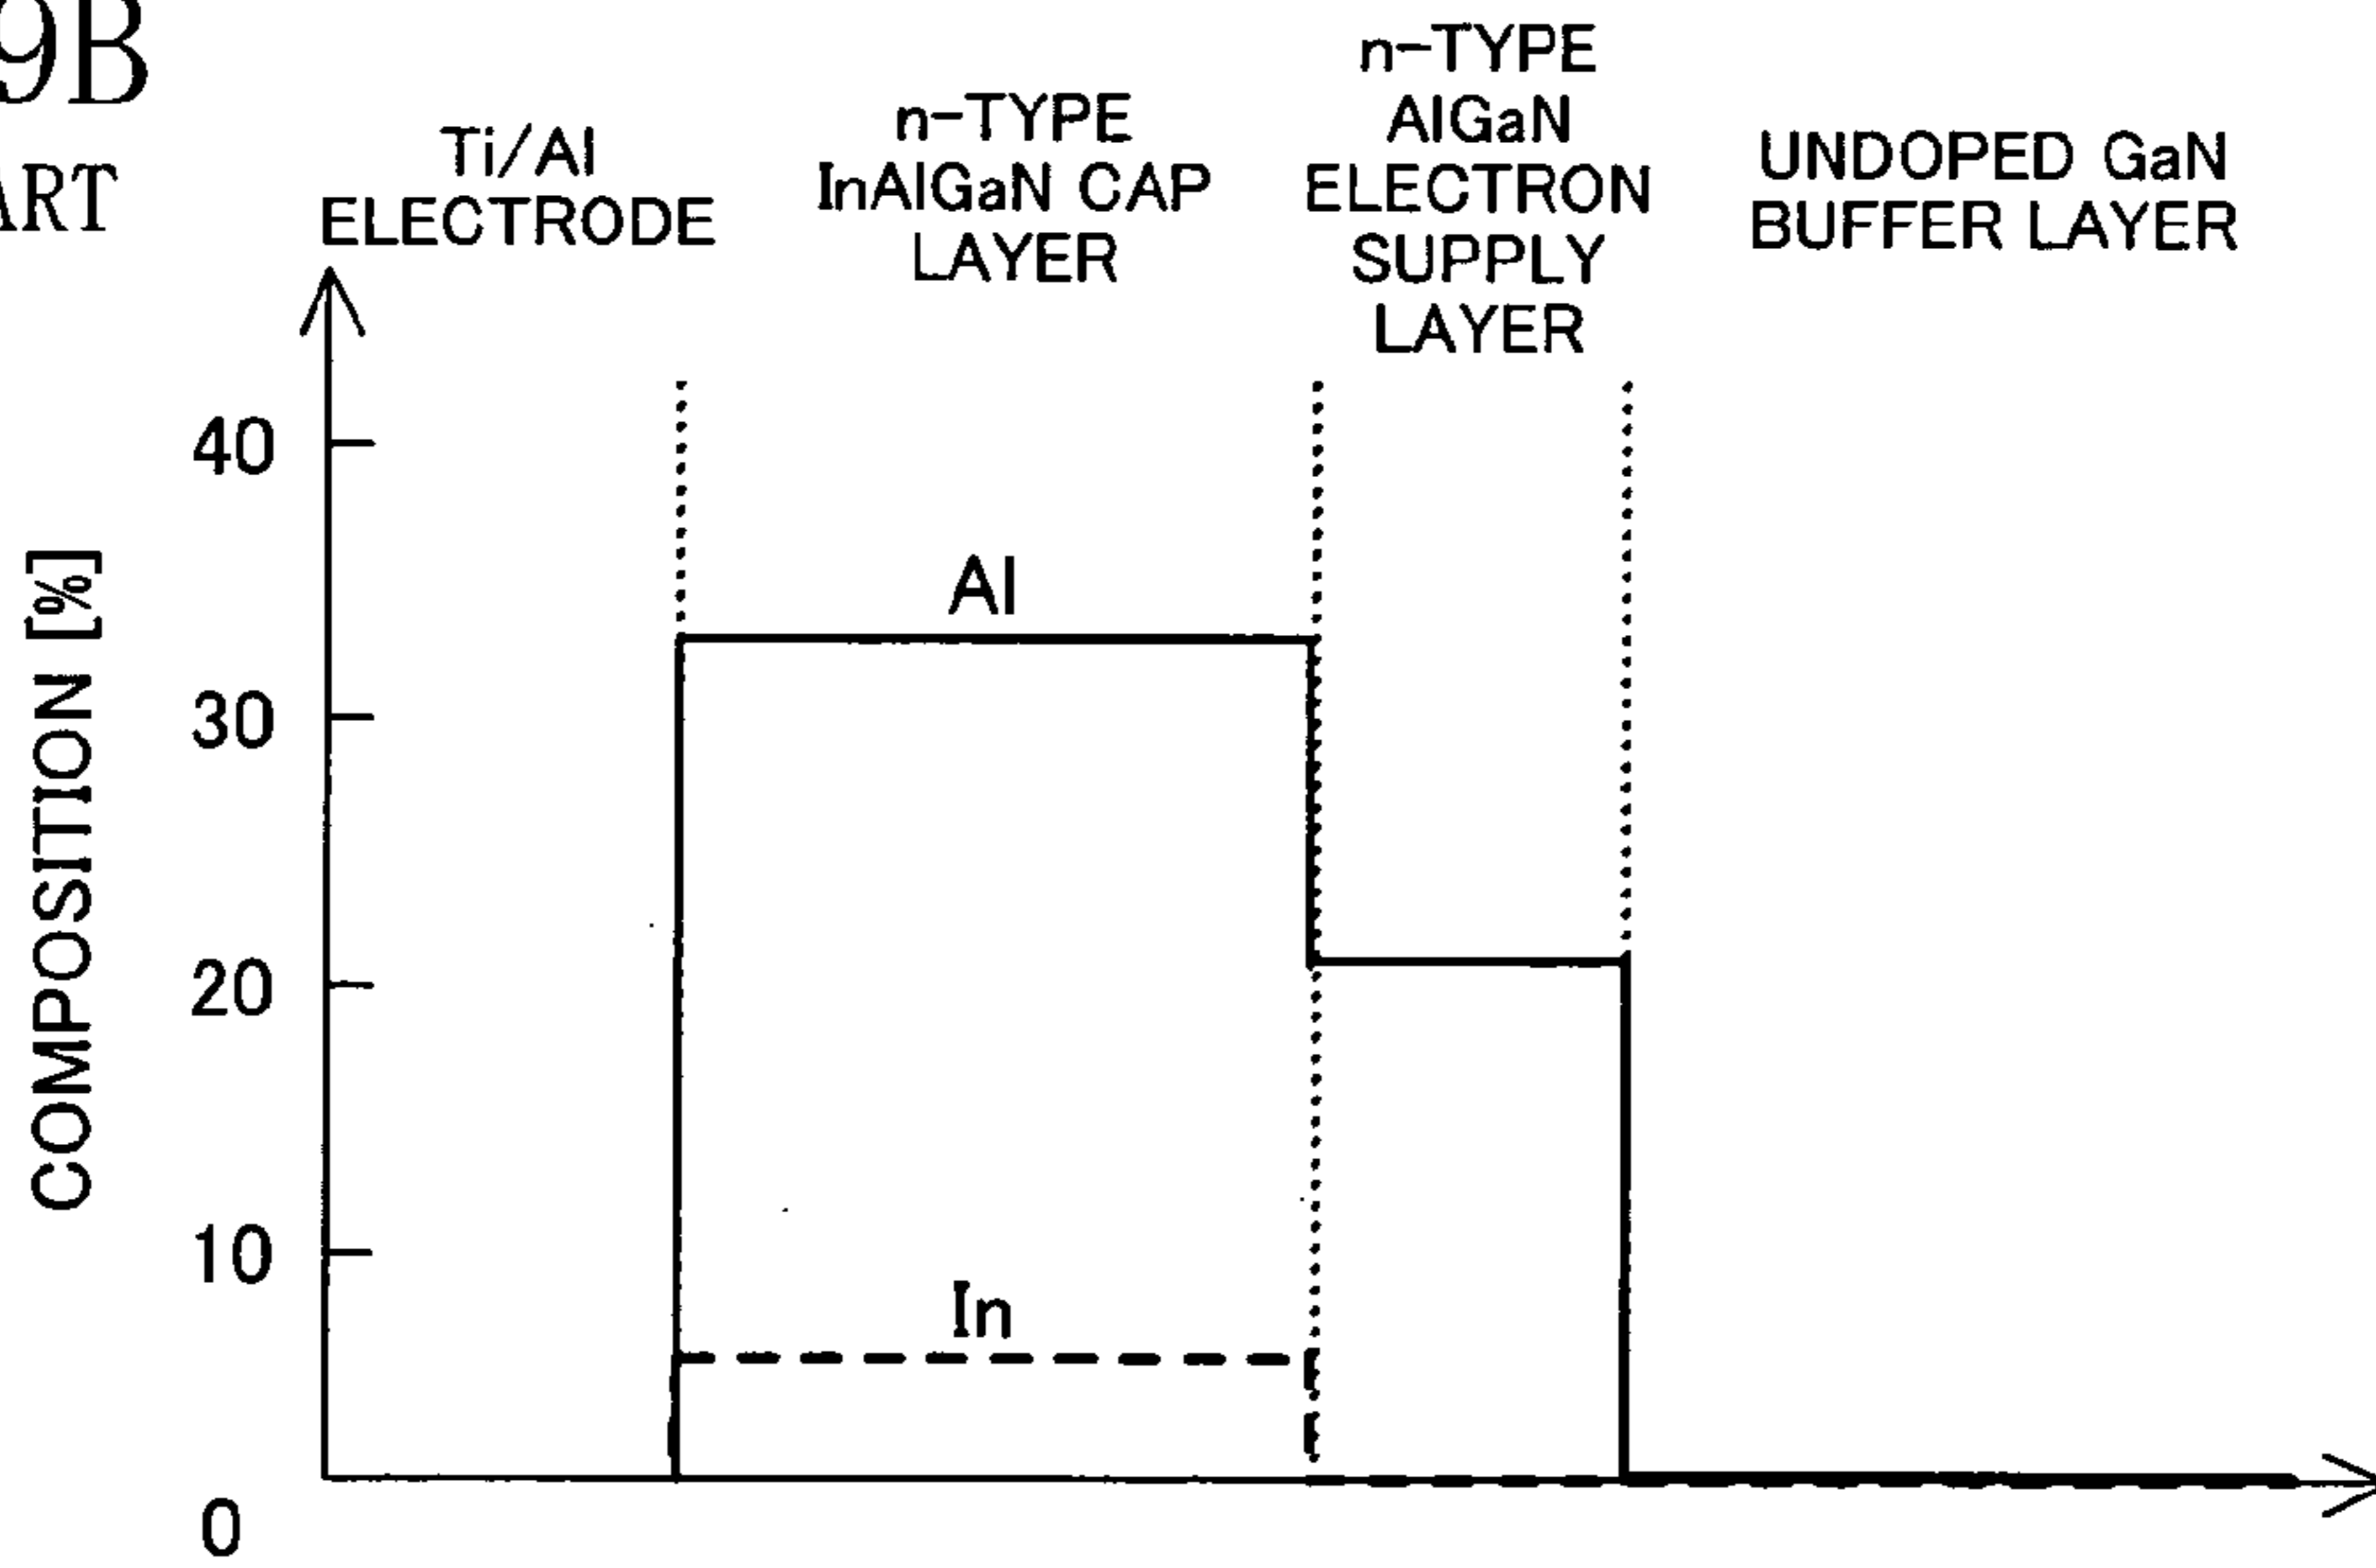 9B
ART
Ti/Al
ELECTRODE
n-TYPE
InAlGaN CAP
LAYER
n-TYPE
AlGaN
ELECTRON
SUPPLY
LAYER
UNDOPED GaN
BUFFER LAYER
COMPOSITION [%]
40
30
20
10
0
Al
In